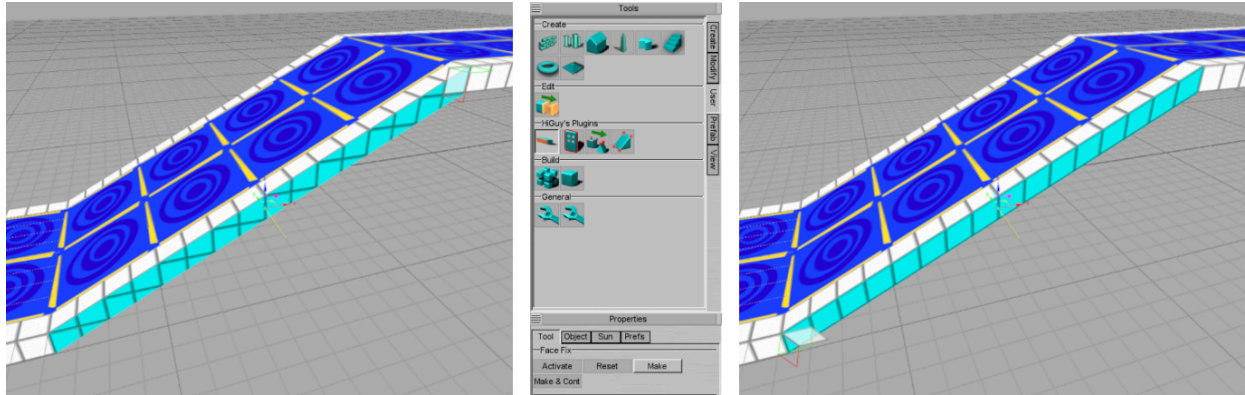 Tools
Create
Edit
HiGuy's Plugins
Build
General
Create
Modify
User
Prefab
View
Properties
Tool Object Sun Prefs
Face Fix
Activate Reset Make
Make & Cont